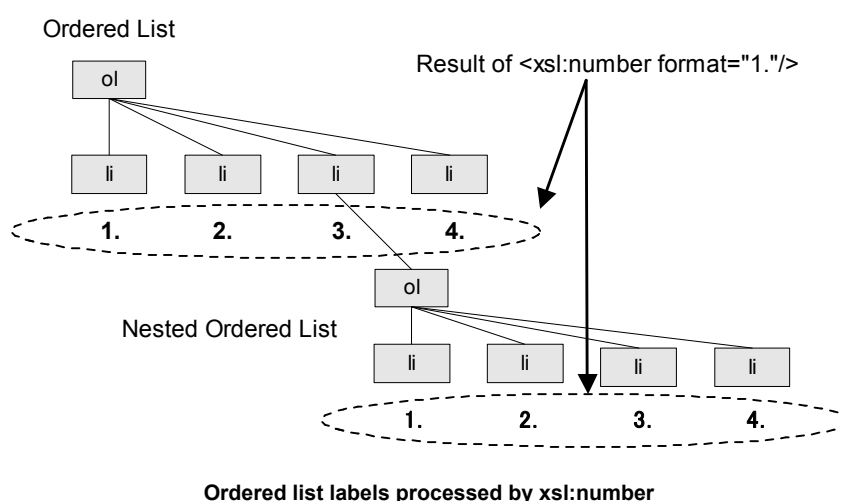 Ordered List
Result of <xsl:number format="1."/>
ol
li li li li
1. 2. 3. 4.
ol
Nested Ordered List
li li li li
1. 2. 3. 4.
Ordered list labels processed by xsl:number